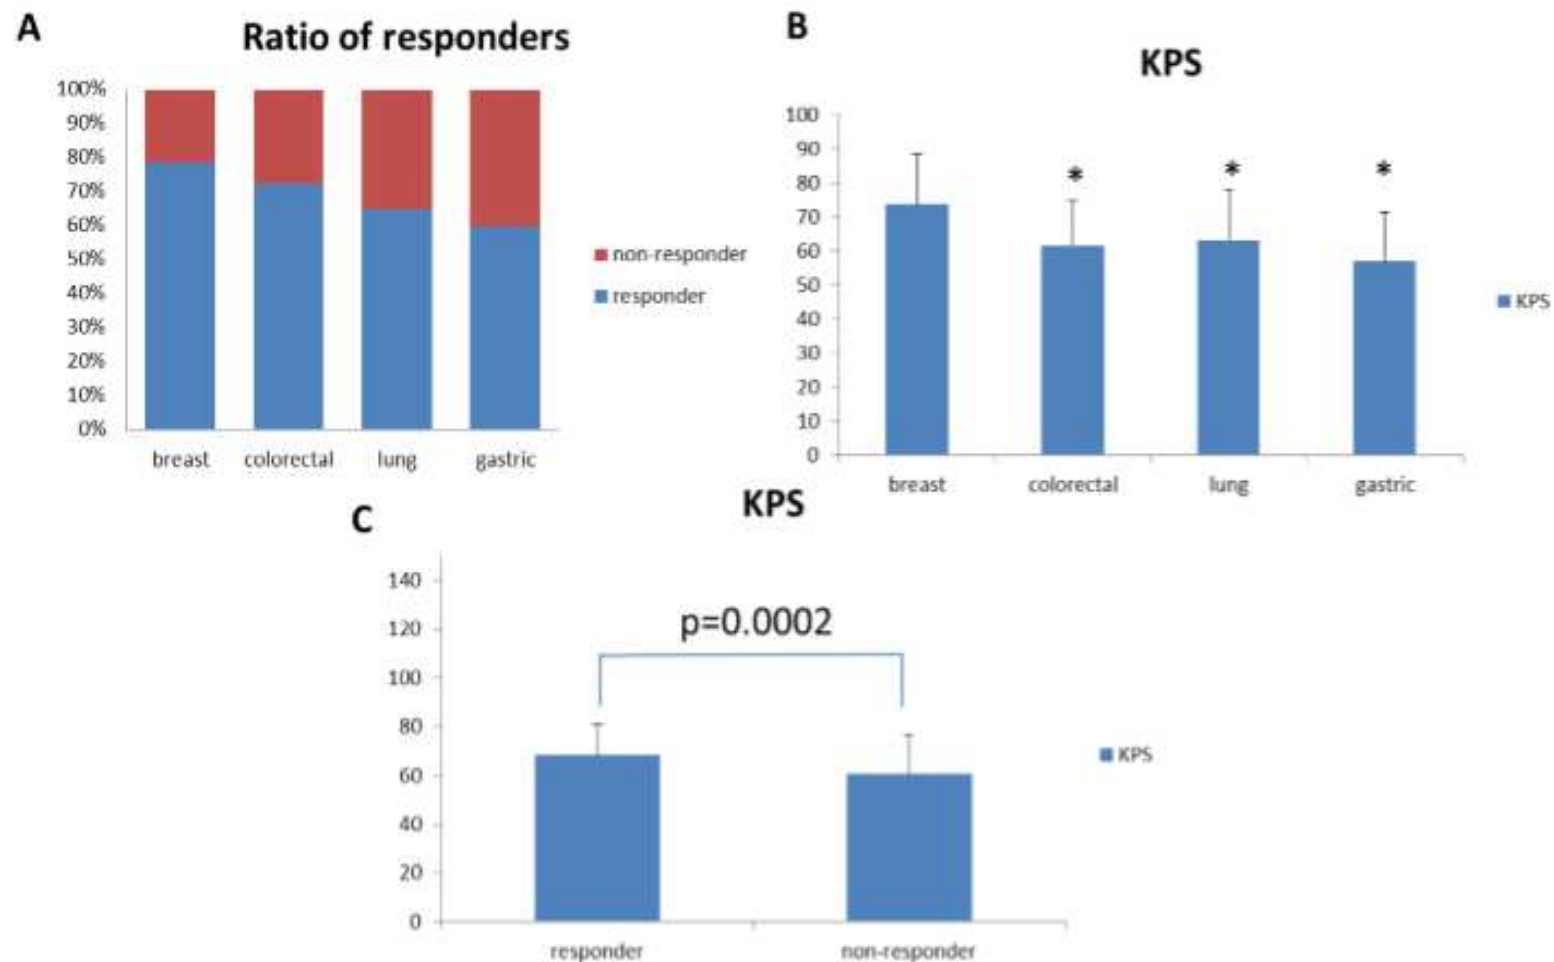 A
Ratio of responders
100%
90%
80%
70%
60%
50%
40%
30%
20%
10%
0%
breast colorectal lung gastric
non-responder
responder
B
KPS
100
90
80
70
60
50
40
30
20
10
0
* * *
breast colorectal lung gastric
KPS
C
KPS
140
120
100
80
60
40
20
0
p=0.0002
responder non-responder
KPS